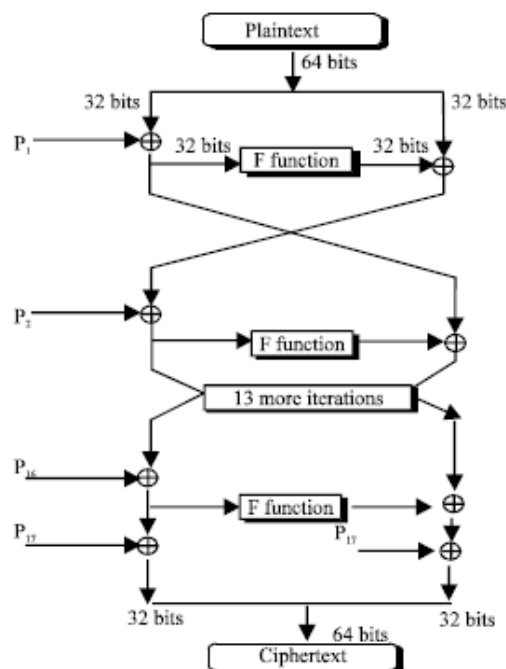 Plaintext
64 bits
32 bits
32 bits
P₁
32 bits
F function
32 bits
P₂
F function
13 more iterations
P₁₆
F function
P₁₇
P₁₇
32 bits
32 bits
64 bits
Ciphertext